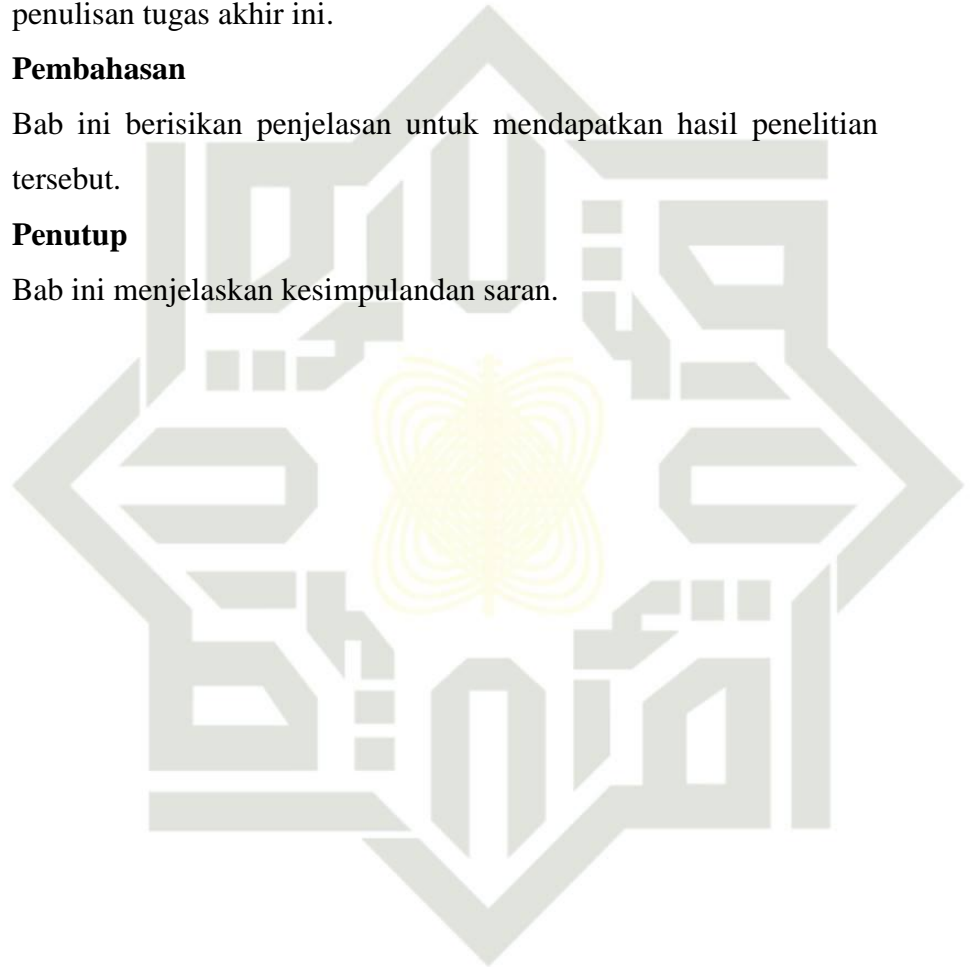 penulisan tugas akhir ini.
Pembahasan
Bab ini berisikan penjelasan untuk mendapatkan hasil penelitian
tersebut.
Penutup
Bab ini menjelaskan kesimpulandan saran.